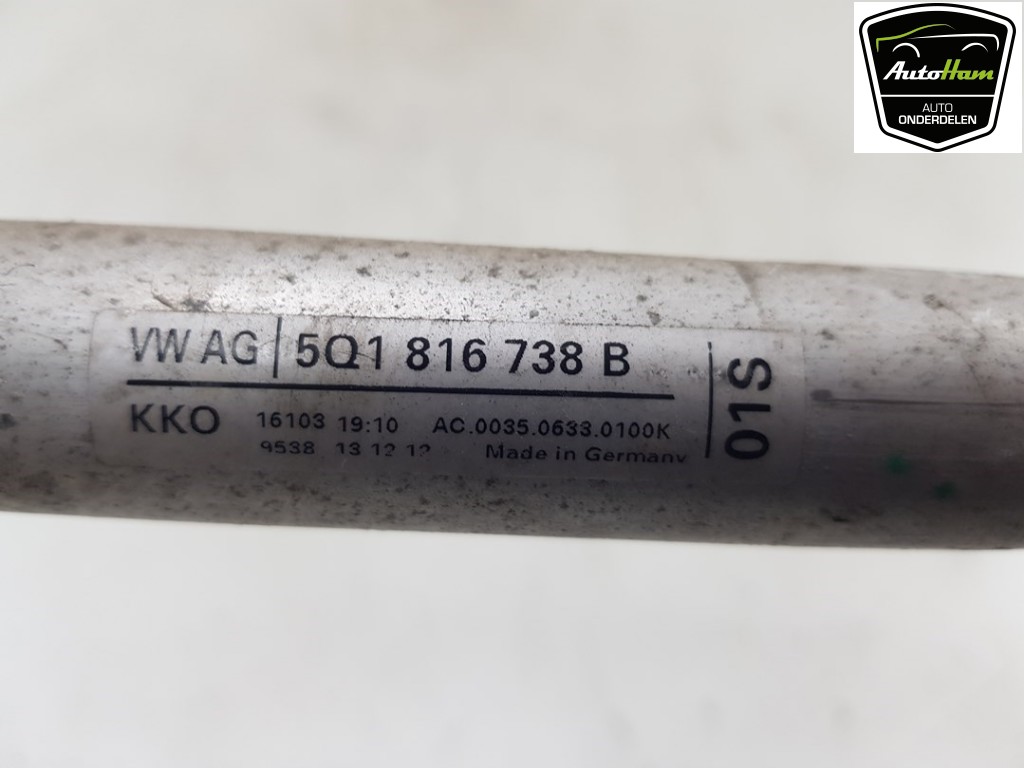 AutoHam
AUTO
ONDERDELEN
VW AG 5Q1 816 738 B
KKO 16103 19:10 AC.0035.0633.0100K
9538 13 12 12 Made in Germany
01S